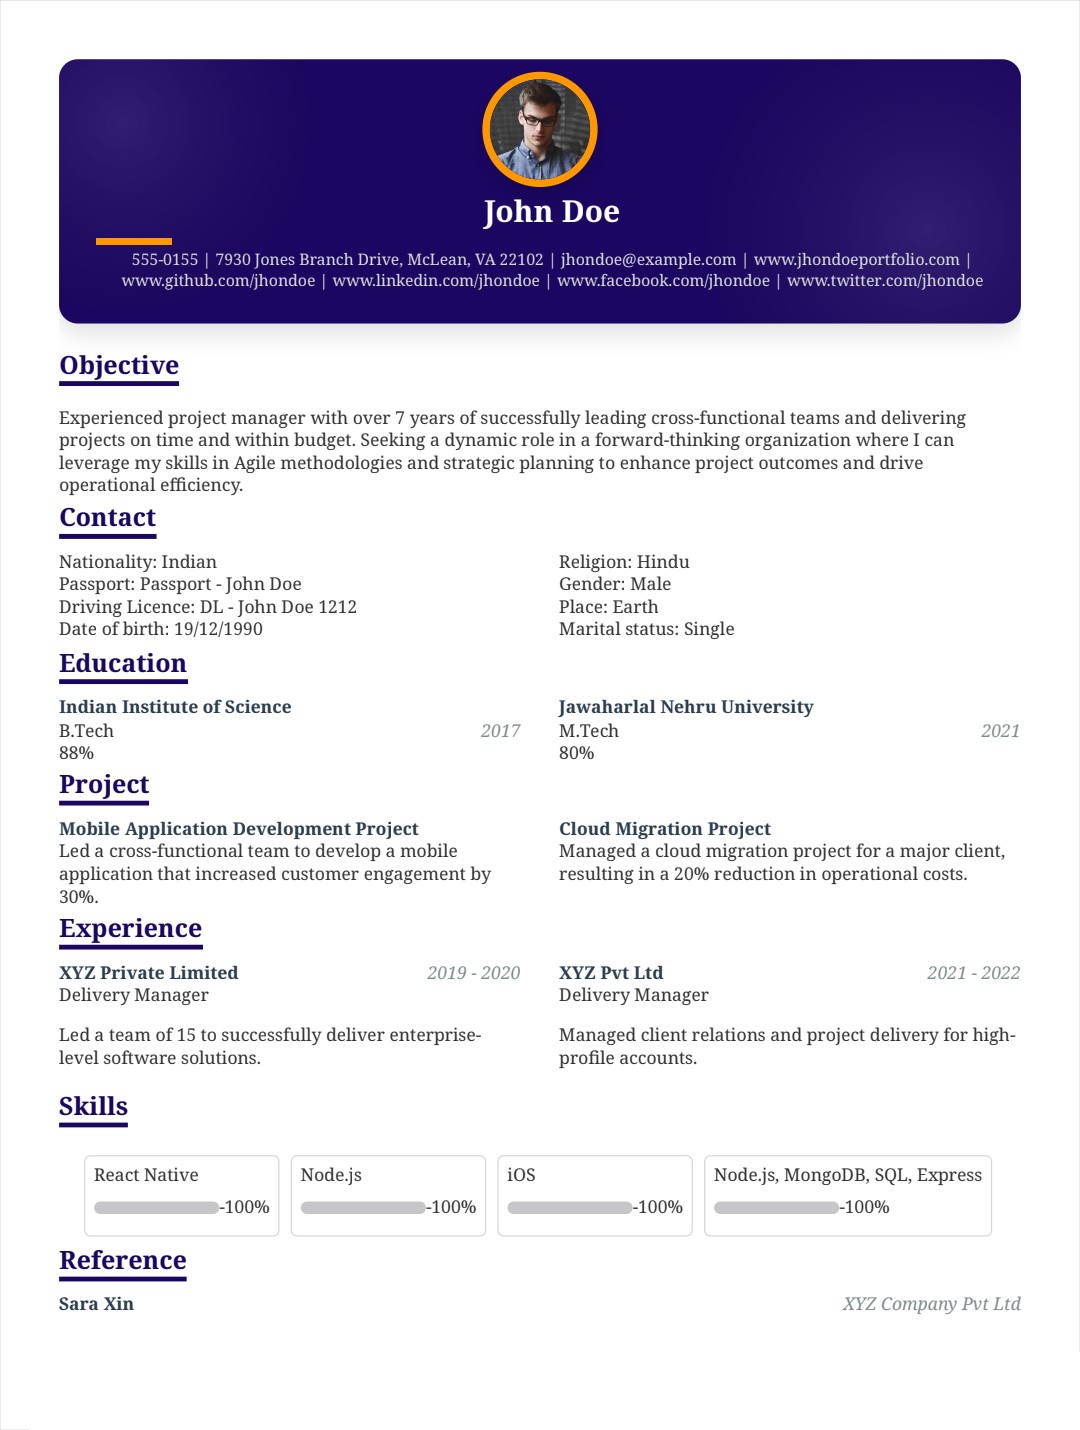 John Doe
555-0155 | 7930 Jones Branch Drive, McLean, VA 22102 | jhondoe@example.com | www.jhondoeportfolio.com |
www.github.com/jhondoe | www.linkedin.com/jhondoe | www.facebook.com/jhondoe | www.twitter.com/jhondoe
Objective
Experienced project manager with over 7 years of successfully leading cross-functional teams and delivering
projects on time and within budget. Seeking a dynamic role in a forward-thinking organization where I can
leverage my skills in Agile methodologies and strategic planning to enhance project outcomes and drive
operational efficiency.
Contact
Nationality: Indian
Passport: Passport - John Doe
Driving Licence: DL - John Doe 1212
Date of birth: 19/12/1990
Religion: Hindu
Gender: Male
Place: Earth
Marital status: Single
Education
Indian Institute of Science
B.Tech 2017
88%
Jawaharlal Nehru University
M.Tech 2021
80%
Project
Mobile Application Development Project
Led a cross-functional team to develop a mobile
application that increased customer engagement by
30%.
Cloud Migration Project
Managed a cloud migration project for a major client,
resulting in a 20% reduction in operational costs.
Experience
XYZ Private Limited 2019 - 2020
Delivery Manager
Led a team of 15 to successfully deliver enterprise-
level software solutions.
XYZ Pvt Ltd 2021 - 2022
Delivery Manager
Managed client relations and project delivery for high-
profile accounts.
Skills
React Native
-100%
Node.js
-100%
iOS
-100%
Node.js, MongoDB, SQL, Express
-100%
Reference
Sara Xin XYZ Company Pvt Ltd